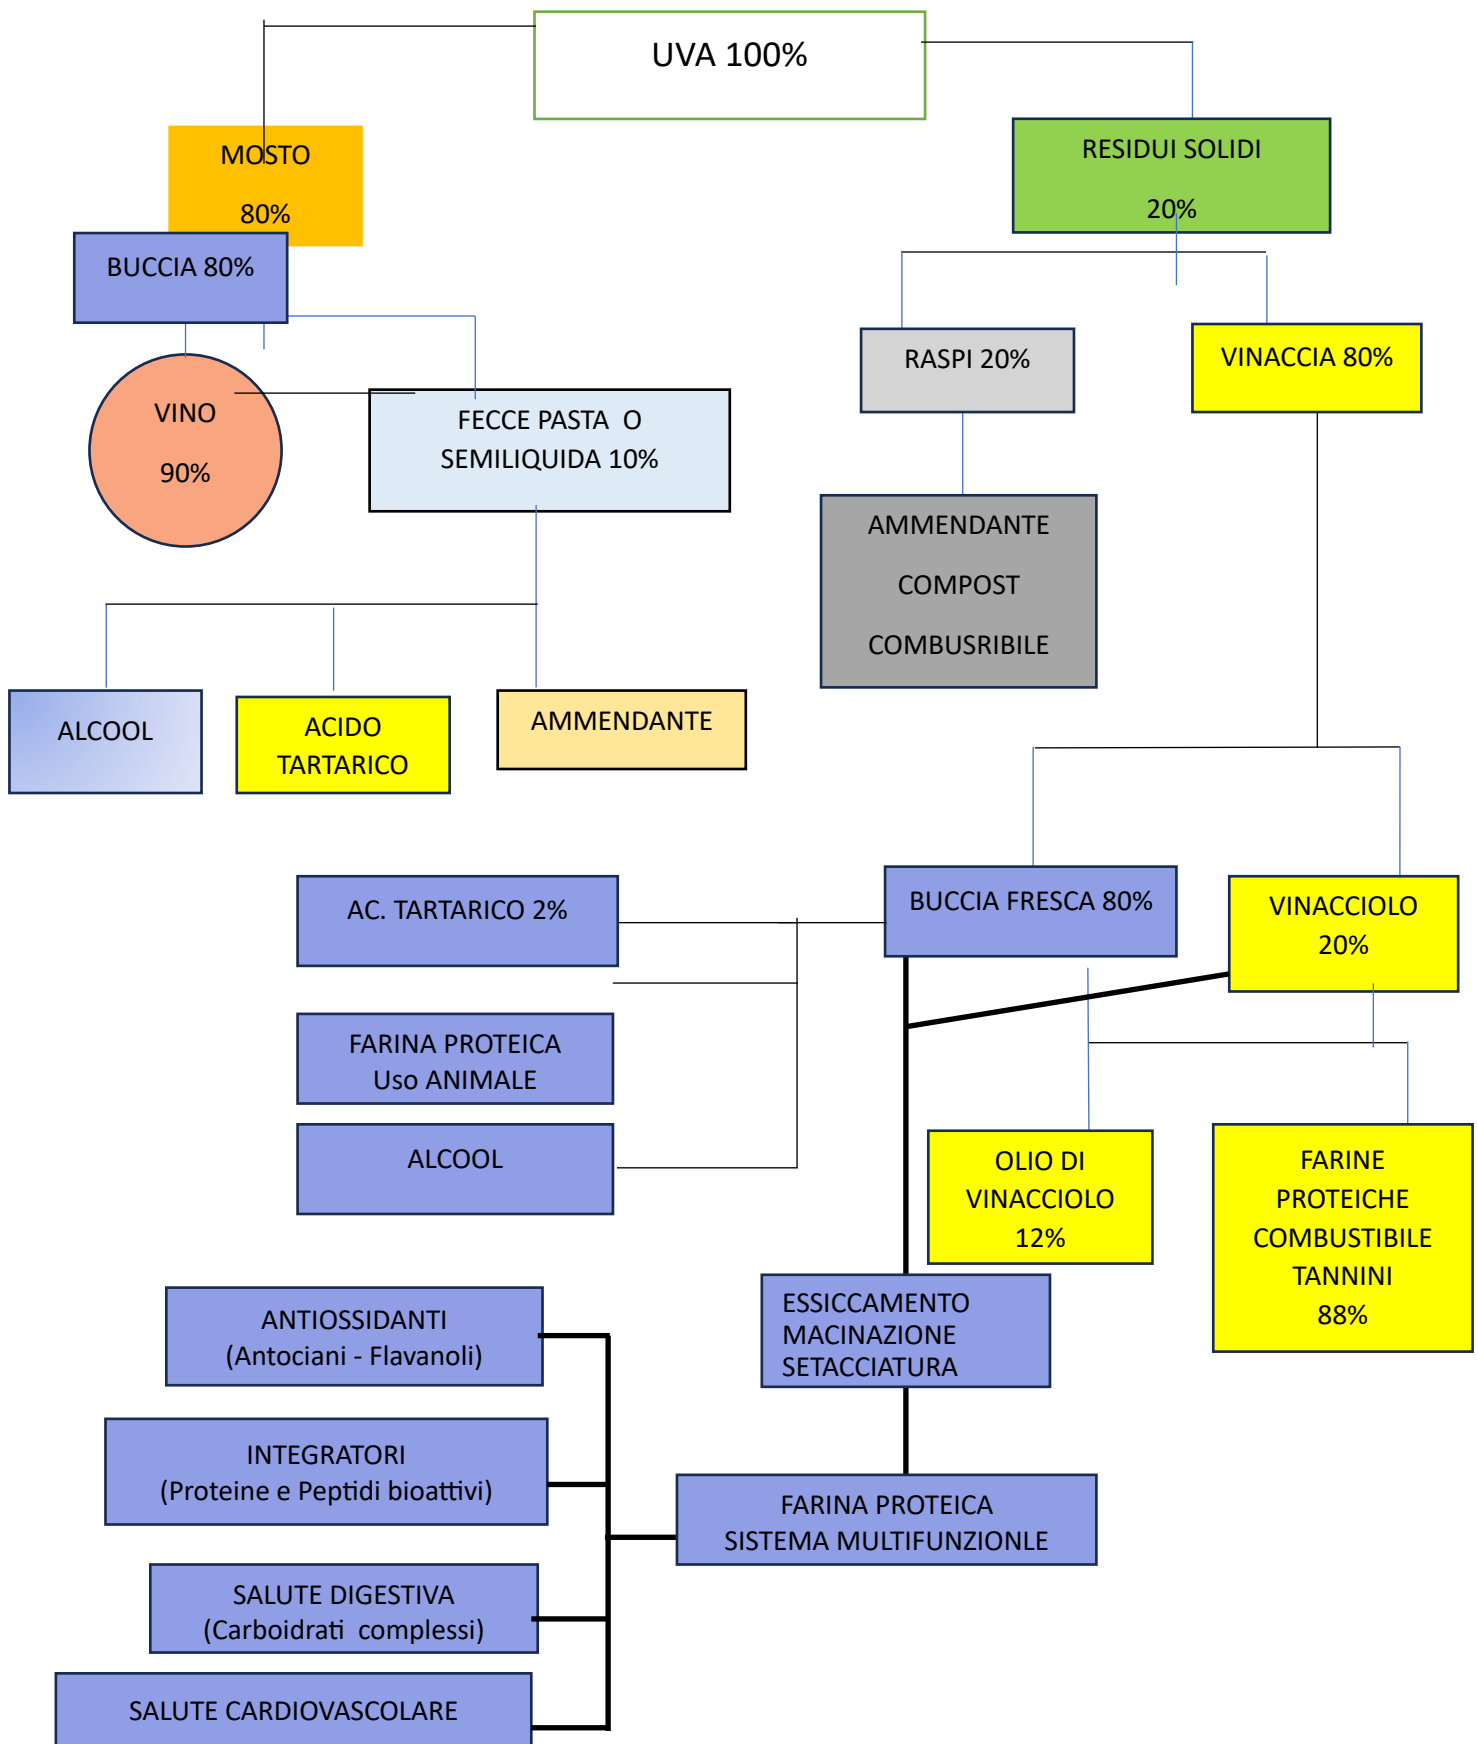 UVA 100%
MOSTO
80%
RESIDUI SOLIDI
20%
BUCCIA 80%
RASPI 20%
VINACCIA 80%
VINO
90%
FECCE PASTA O
SEMILIQUIDA 10%
AMMENDANTE
COMPOST
COMBUSRIBILE
ALCOOL
ACIDO
TARTARICO
AMMENDANTE
AC. TARTARICO 2%
BUCCIA FRESCA 80%
VINACCIOLO
20%
FARINA PROTEICA
Uso ANIMALE
ALCOOL
OLIO DI
VINACCIOLO
12%
FARINE
PROTEICHE
COMBUSTIBILE
TANNINI
88%
ESSICCAMENTO
MACINAZIONE
SETACCIATURA
ANTIOSSIDANTI
(Antociani - Flavanoli)
INTEGRATORI
(Proteine e Peptidi bioattivi)
FARINA PROTEICA
SISTEMA MULTIFUNZIONLE
SALUTE DIGESTIVA
(Carboidrati complessi)
SALUTE CARDIOVASCOLARE